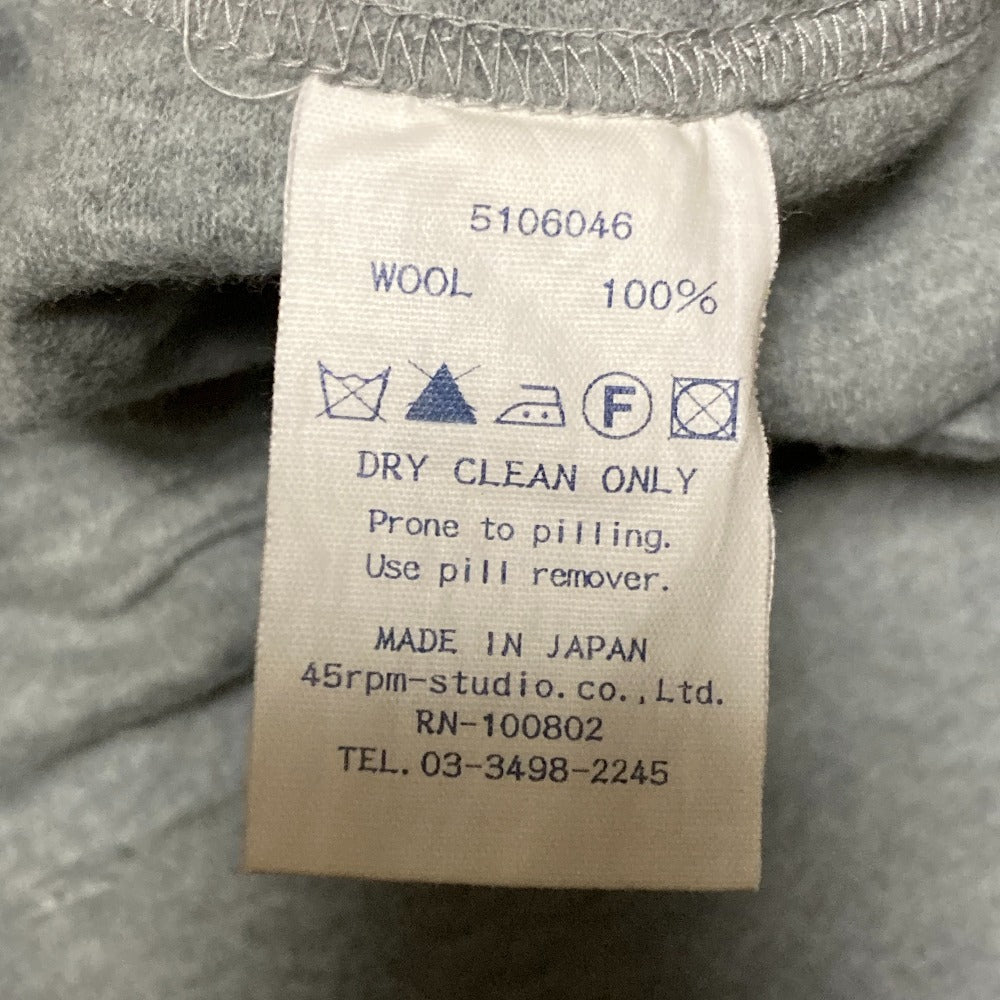 5106046
WOOL 100%
F
DRY CLEAN ONLY
Prone to pilling.
Use pill remover.
MADE IN JAPAN
45rpm-studio.co.,Ltd.
RN-100802
TEL. 03-3498-2245